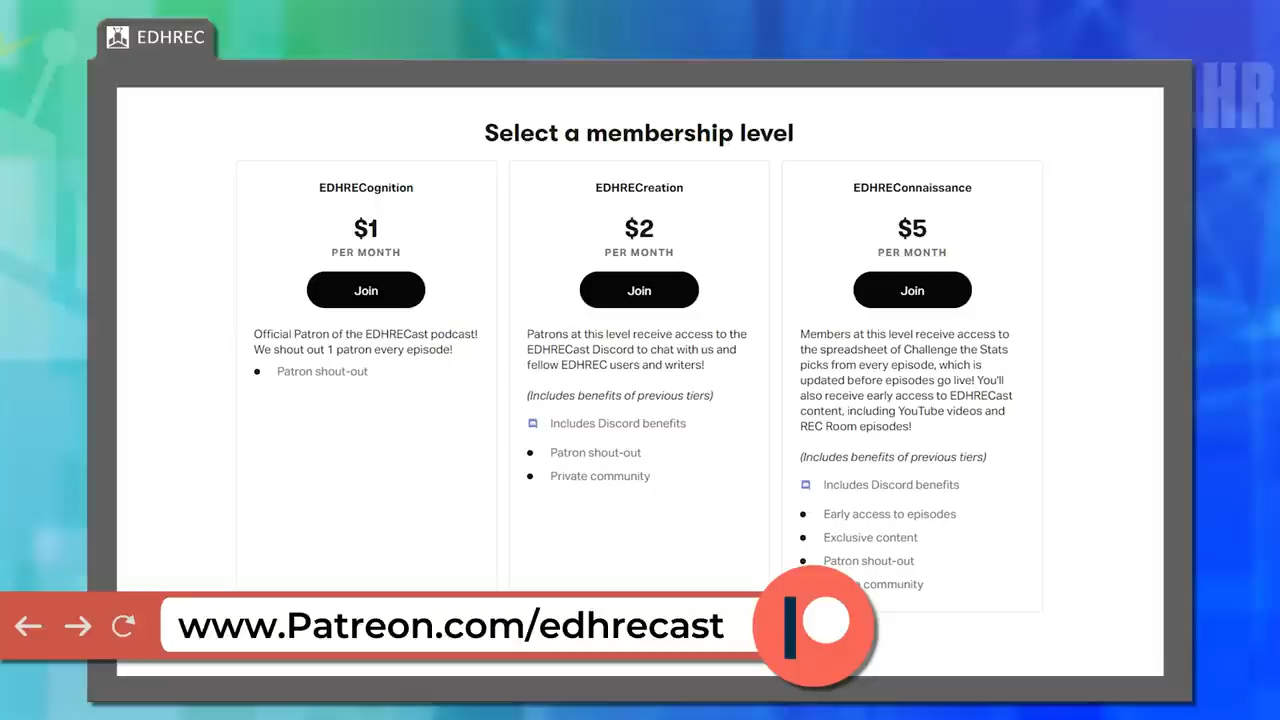 EDHREC
HR
Select a membership level
EDHRECognition
$1
PER MONTH
Join
Official Patron of the EDHRECast podcast!
We shout out 1 patron every episode!
Patron shout-out
EDHRECreation
$2
PER MONTH
Join
Patrons at this level receive access to the
EDHRECast Discord to chat with us and
fellow EDHREC users and writers!
(Includes benefits of previous tiers)
Includes Discord benefits
Patron shout-out
Private community
EDHREConnaissance
$5
PER MONTH
Join
Members at this level receive access to
the spreadsheet of Challenge the Stats
picks from every episode, which is
updated before episodes go live! You'll
also receive early access to EDHRECast
content, including YouTube videos and
REC Room episodes!
(Includes benefits of previous tiers)
Includes Discord benefits
Early access to episodes
Exclusive content
Patron shout-out
community
www.Patreon.com/edhrecast